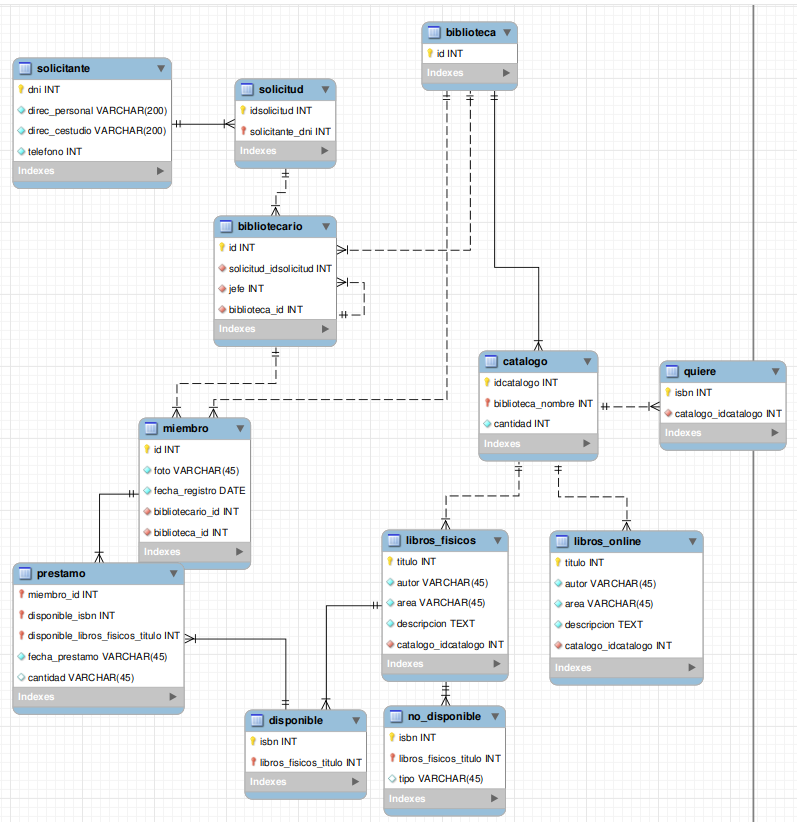 biblioteca
id INT
Indexes
solicitante
dni INT
direc_personal VARCHAR(200)
direc_cestudio VARCHAR(200)
telefono INT
Indexes
solicitud
idsolicitud INT
solicitante_dni INT
Indexes
bibliotecario
id INT
solicitud_idsolicitud INT
jefe INT
biblioteca_id INT
Indexes
catalogo
idcatalogo INT
biblioteca_nombre INT
cantidad INT
Indexes
quiere
isbn INT
catalogo_idcatalogo INT
Indexes
miembro
id INT
foto VARCHAR(45)
fecha_registro DATE
bibliotecario_id INT
biblioteca_id INT
Indexes
libros_fisicos
titulo INT
autor VARCHAR(45)
area VARCHAR(45)
descripcion TEXT
catalogo_idcatalogo INT
Indexes
libros_online
titulo INT
autor VARCHAR(45)
area VARCHAR(45)
descripcion TEXT
catalogo_idcatalogo INT
Indexes
prestamo
miembro_id INT
disponible_isbn INT
disponible_libros_fisicos_titulo INT
fecha_prestamo VARCHAR(45)
cantidad VARCHAR(45)
Indexes
disponible
isbn INT
libros_fisicos_titulo INT
Indexes
no_disponible
isbn INT
libros_fisicos_titulo INT
tipo VARCHAR(45)
Indexes